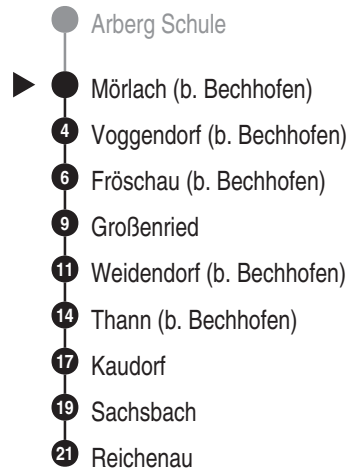 Arberg Schule
Mörlach (b. Bechhofen)
4 Voggendorf (b. Bechhofen)
6 Fröschau (b. Bechhofen)
9 Großenried
11 Weidendorf (b. Bechhofen)
14 Thann (b. Bechhofen)
17 Kaudorf
19 Sachsbach
21 Reichenau